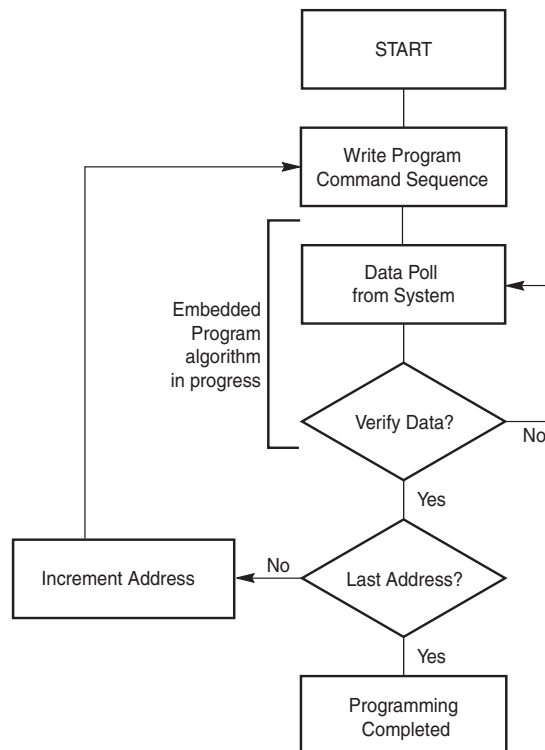 START
Write Program
Command Sequence
Data Poll
from System
Embedded
Program
algorithm
in progress
Verify Data?
No
Yes
Increment Address
No
Last Address?
Yes
Programming
Completed